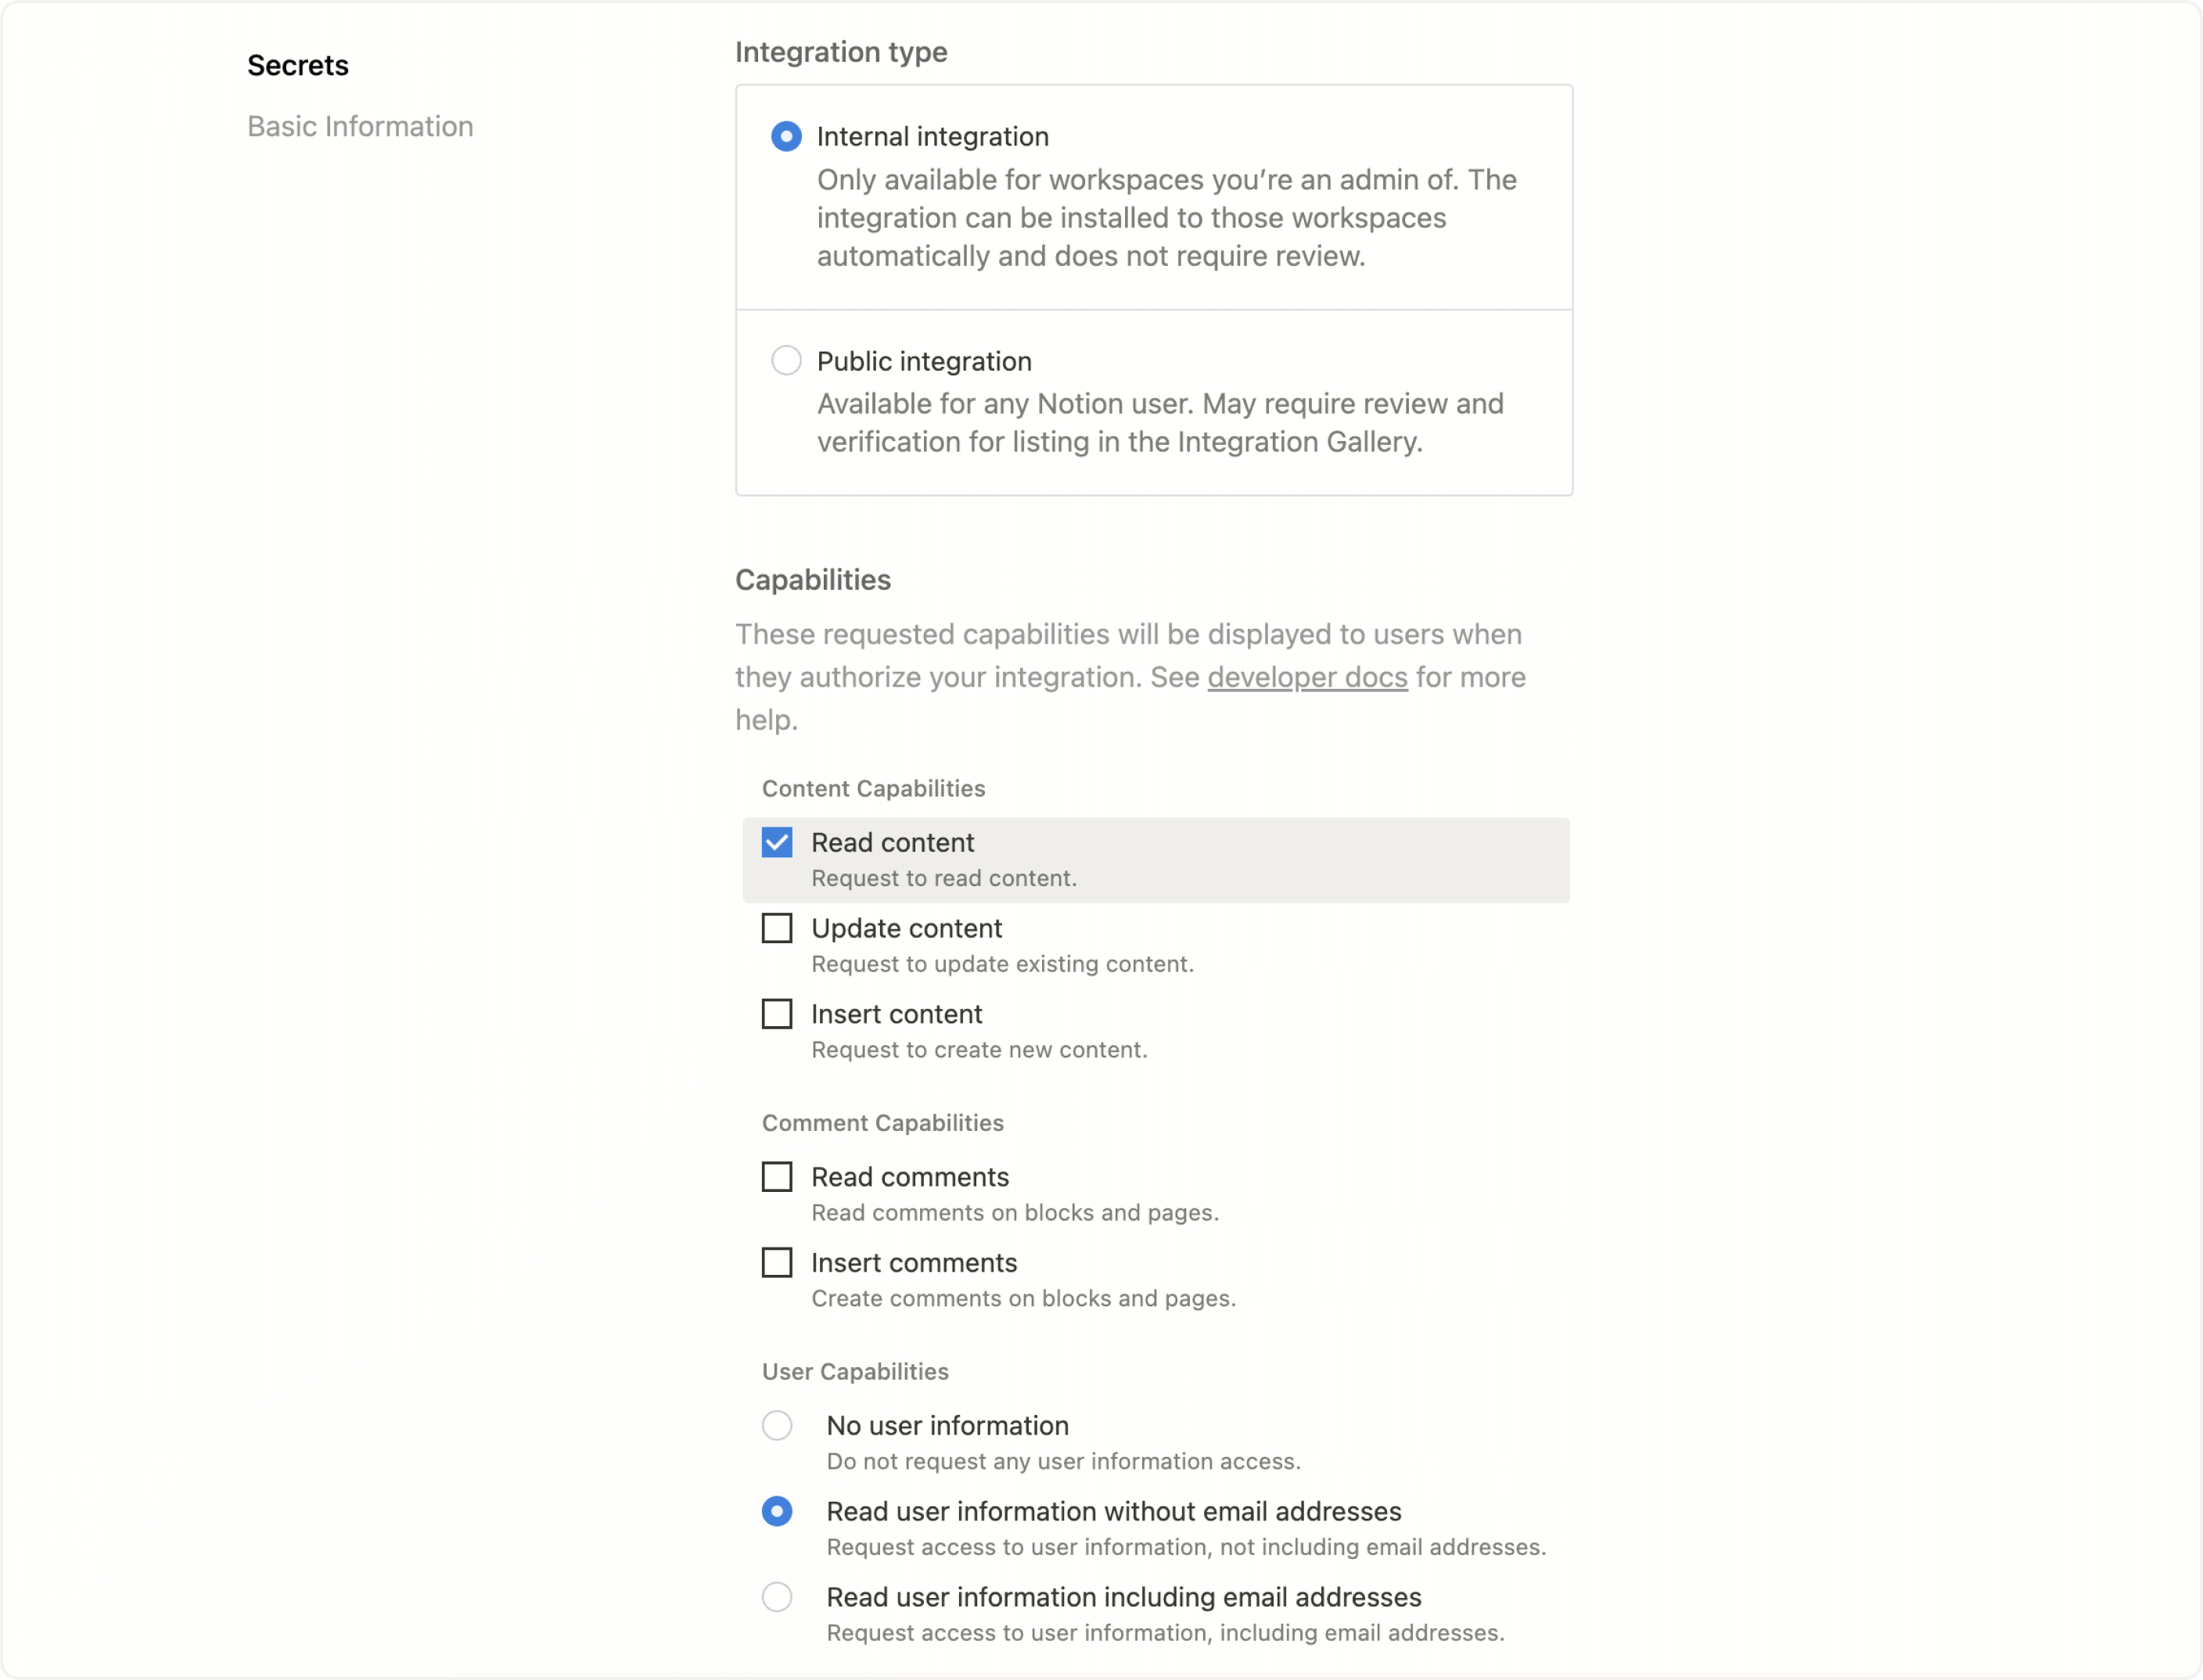 Secrets
Basic Information
Integration type
Internal integration
Only available for workspaces you’re an admin of. The
integration can be installed to those workspaces
automatically and does not require review.
Public integration
Available for any Notion user. May require review and
verification for listing in the Integration Gallery.
Capabilities
These requested capabilities will be displayed to users when
they authorize your integration. See developer docs for more
help.
Content Capabilities
Read content
Request to read content.
Update content
Request to update existing content.
Insert content
Request to create new content.
Comment Capabilities
Read comments
Read comments on blocks and pages.
Insert comments
Create comments on blocks and pages.
User Capabilities
No user information
Do not request any user information access.
Read user information without email addresses
Request access to user information, not including email addresses.
Read user information including email addresses
Request access to user information, including email addresses.